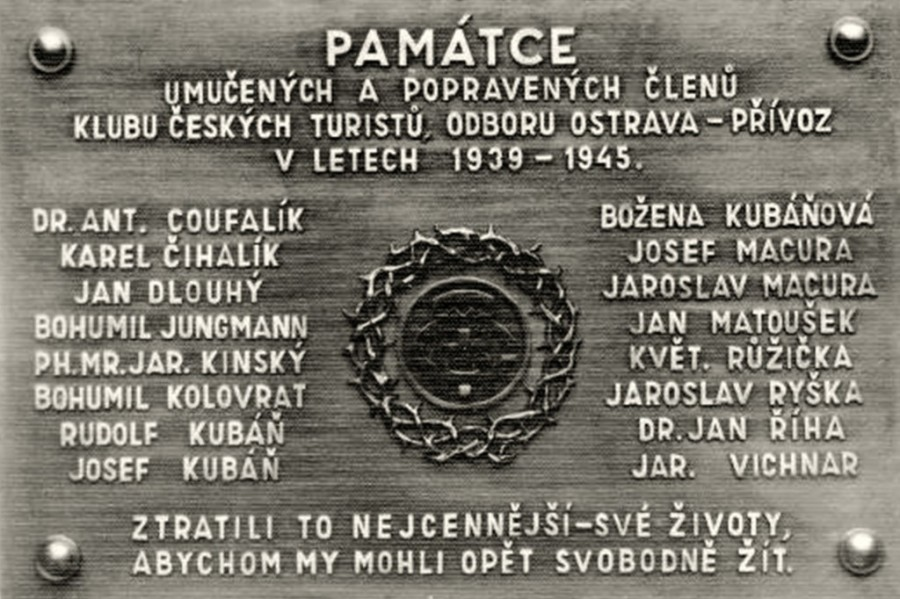 PAMÁTCE
UMUČENÝCH A POPRAVENÝCH ČLENŮ
KLUBU ČESKÝCH TURISTŮ, ODBORU OSTRAVA – PŘÍVOZ
V LETECH 1939 – 1945.
DR. ANT. COUFALÍK
KAREL ČIHALÍK
JAN DLOUHÝ
BOHUMIL JUNGMANN
PH.MR.JAR. KINSKÝ
BOHUMIL KOLOVRAT
RUDOLF KUBÁŇ
JOSEF KUBÁŇ
BOŽENA KUBÁŇOVÁ
JOSEF MACURA
JAROSLAV MACURA
JAN MATOUŠEK
KVĚT. RŮŽIČKA
JAROSLAV RYŠKA
DR. JAN ŘÍHA
JAR. VICHNAR
ZTRATILI TO NEJCENNĚJŠÍ–SVÉ ŽIVOTY,
ABYCHOM MY MOHLI OPĚT SVOBODNĚ ŽÍT.